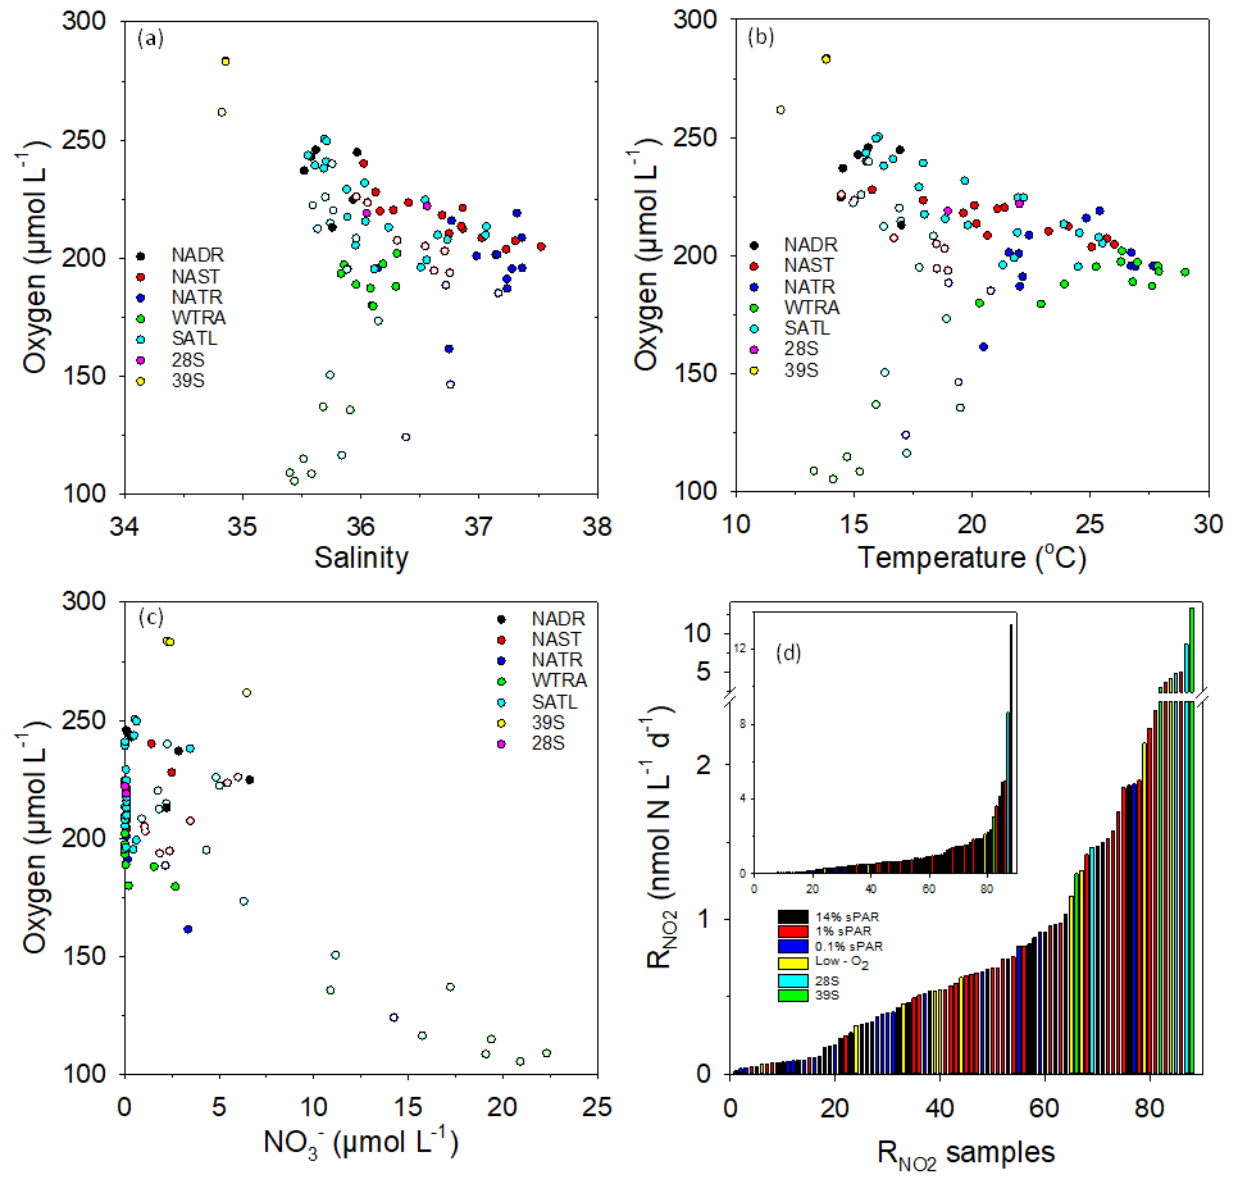 (a)
300
250
200
150
100
Oxygen (µmol L⁻¹)
NADR
NAST
NATR
WTRA
SATL
28S
39S
34 35 36 37 38
Salinity
(b)
300
250
200
150
100
Oxygen (µmol L⁻¹)
NADR
NAST
NATR
WTRA
SATL
28S
39S
10 15 20 25 30
Temperature (°C)
(c)
300
250
200
150
100
Oxygen (µmol L⁻¹)
NADR
NAST
NATR
WTRA
SATL
39S
28S
0 5 10 15 20 25
NO₃⁻ (µmol L⁻¹)
(d)
10
5
2
1
0
R_NO2 (nmol N L⁻¹ d⁻¹)
12
8
4
0
0 20 40 60 80
14% sPAR
1% sPAR
0.1% sPAR
Low - O₂
28S
39S
1 20 40 60 80
R_NO2 samples